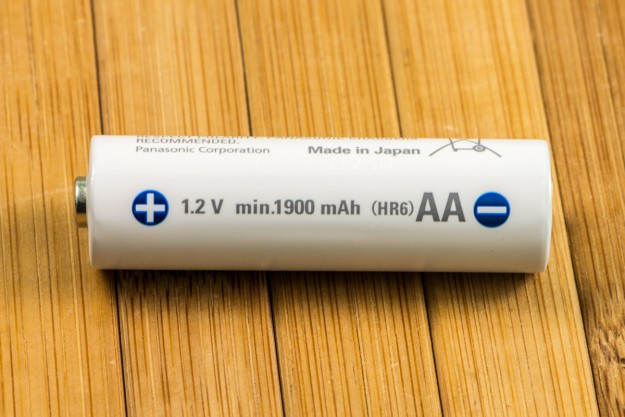 RECOMMENDED.
Panasonic Corporation Made in Japan
+ 1.2 V min.1900 mAh (HR6) AA −